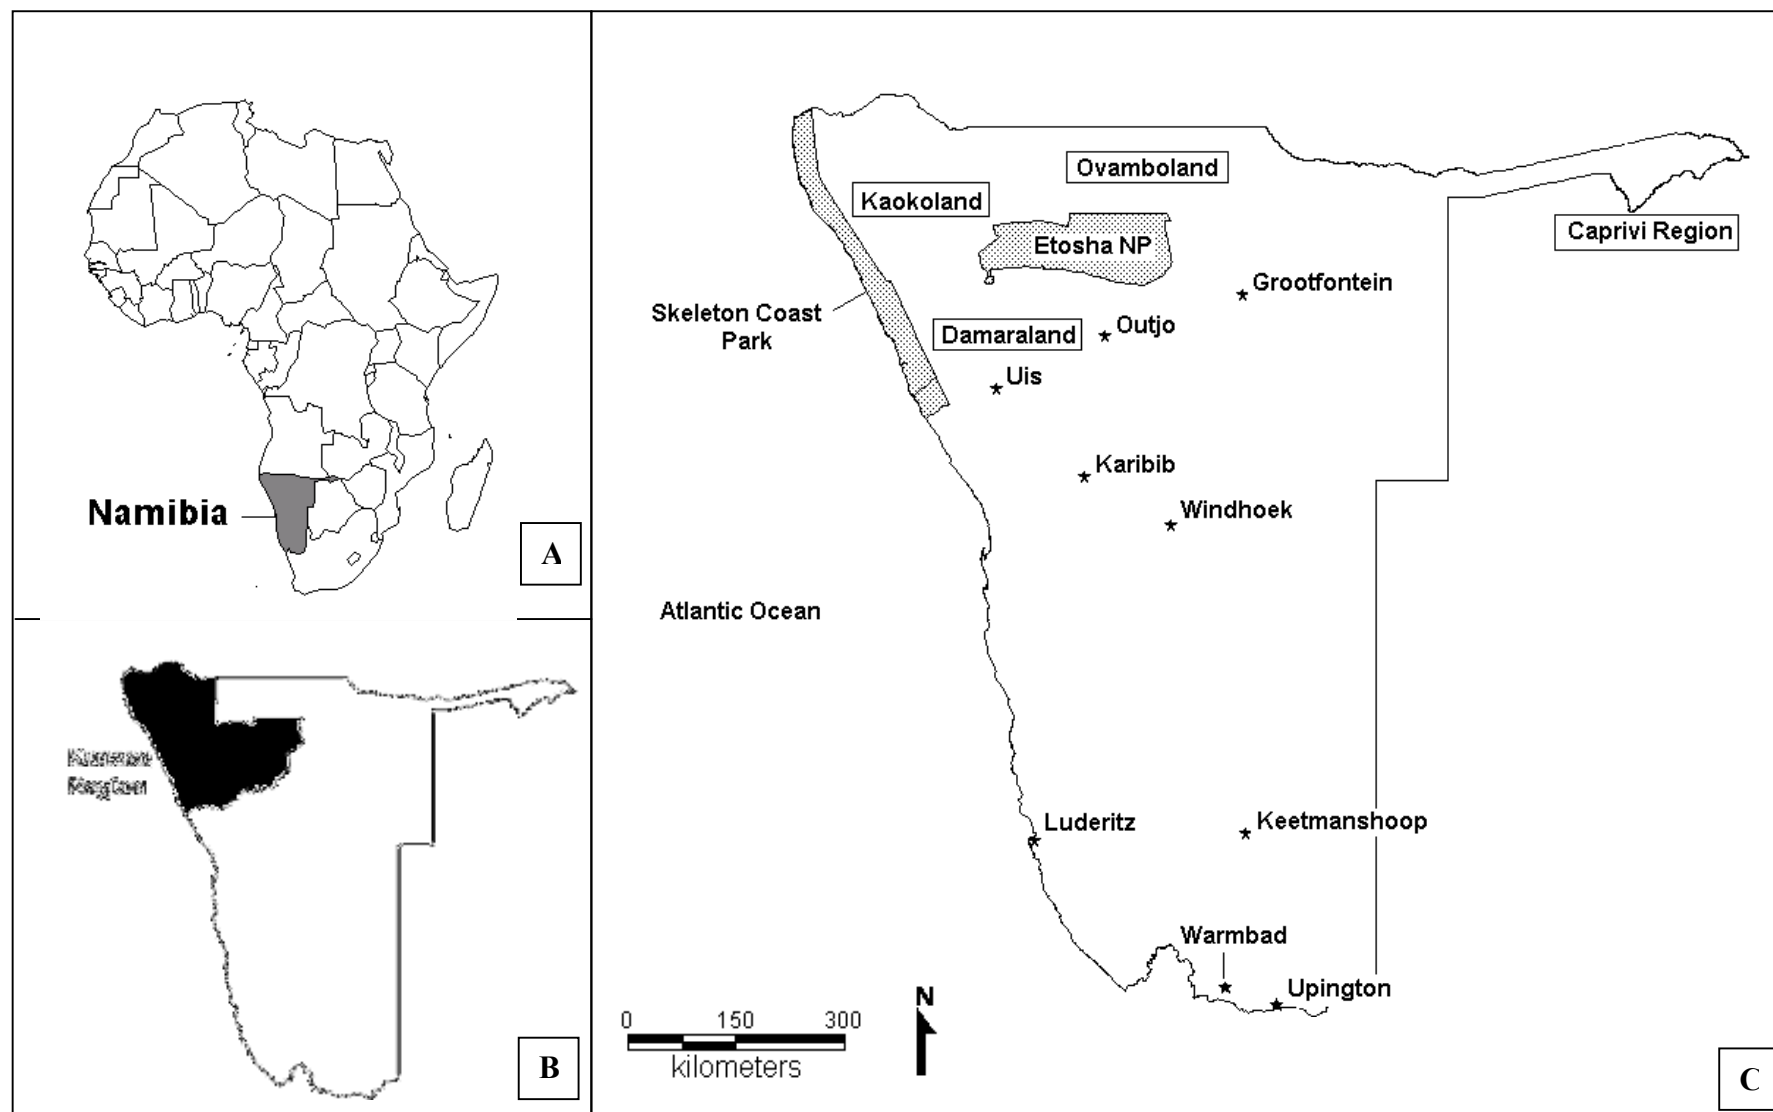 Namibia
A
Kunene
Region
B
Ovamboland
Kaokoland
Etosha NP
Caprivi Region
Grootfontein
Skeleton Coast
Park
Damaraland
Outjo
Uis
Karibib
Windhoek
Atlantic Ocean
Luderitz
Keetmanshoop
Warmbad
Upington
N
0 150 300
kilometers
C